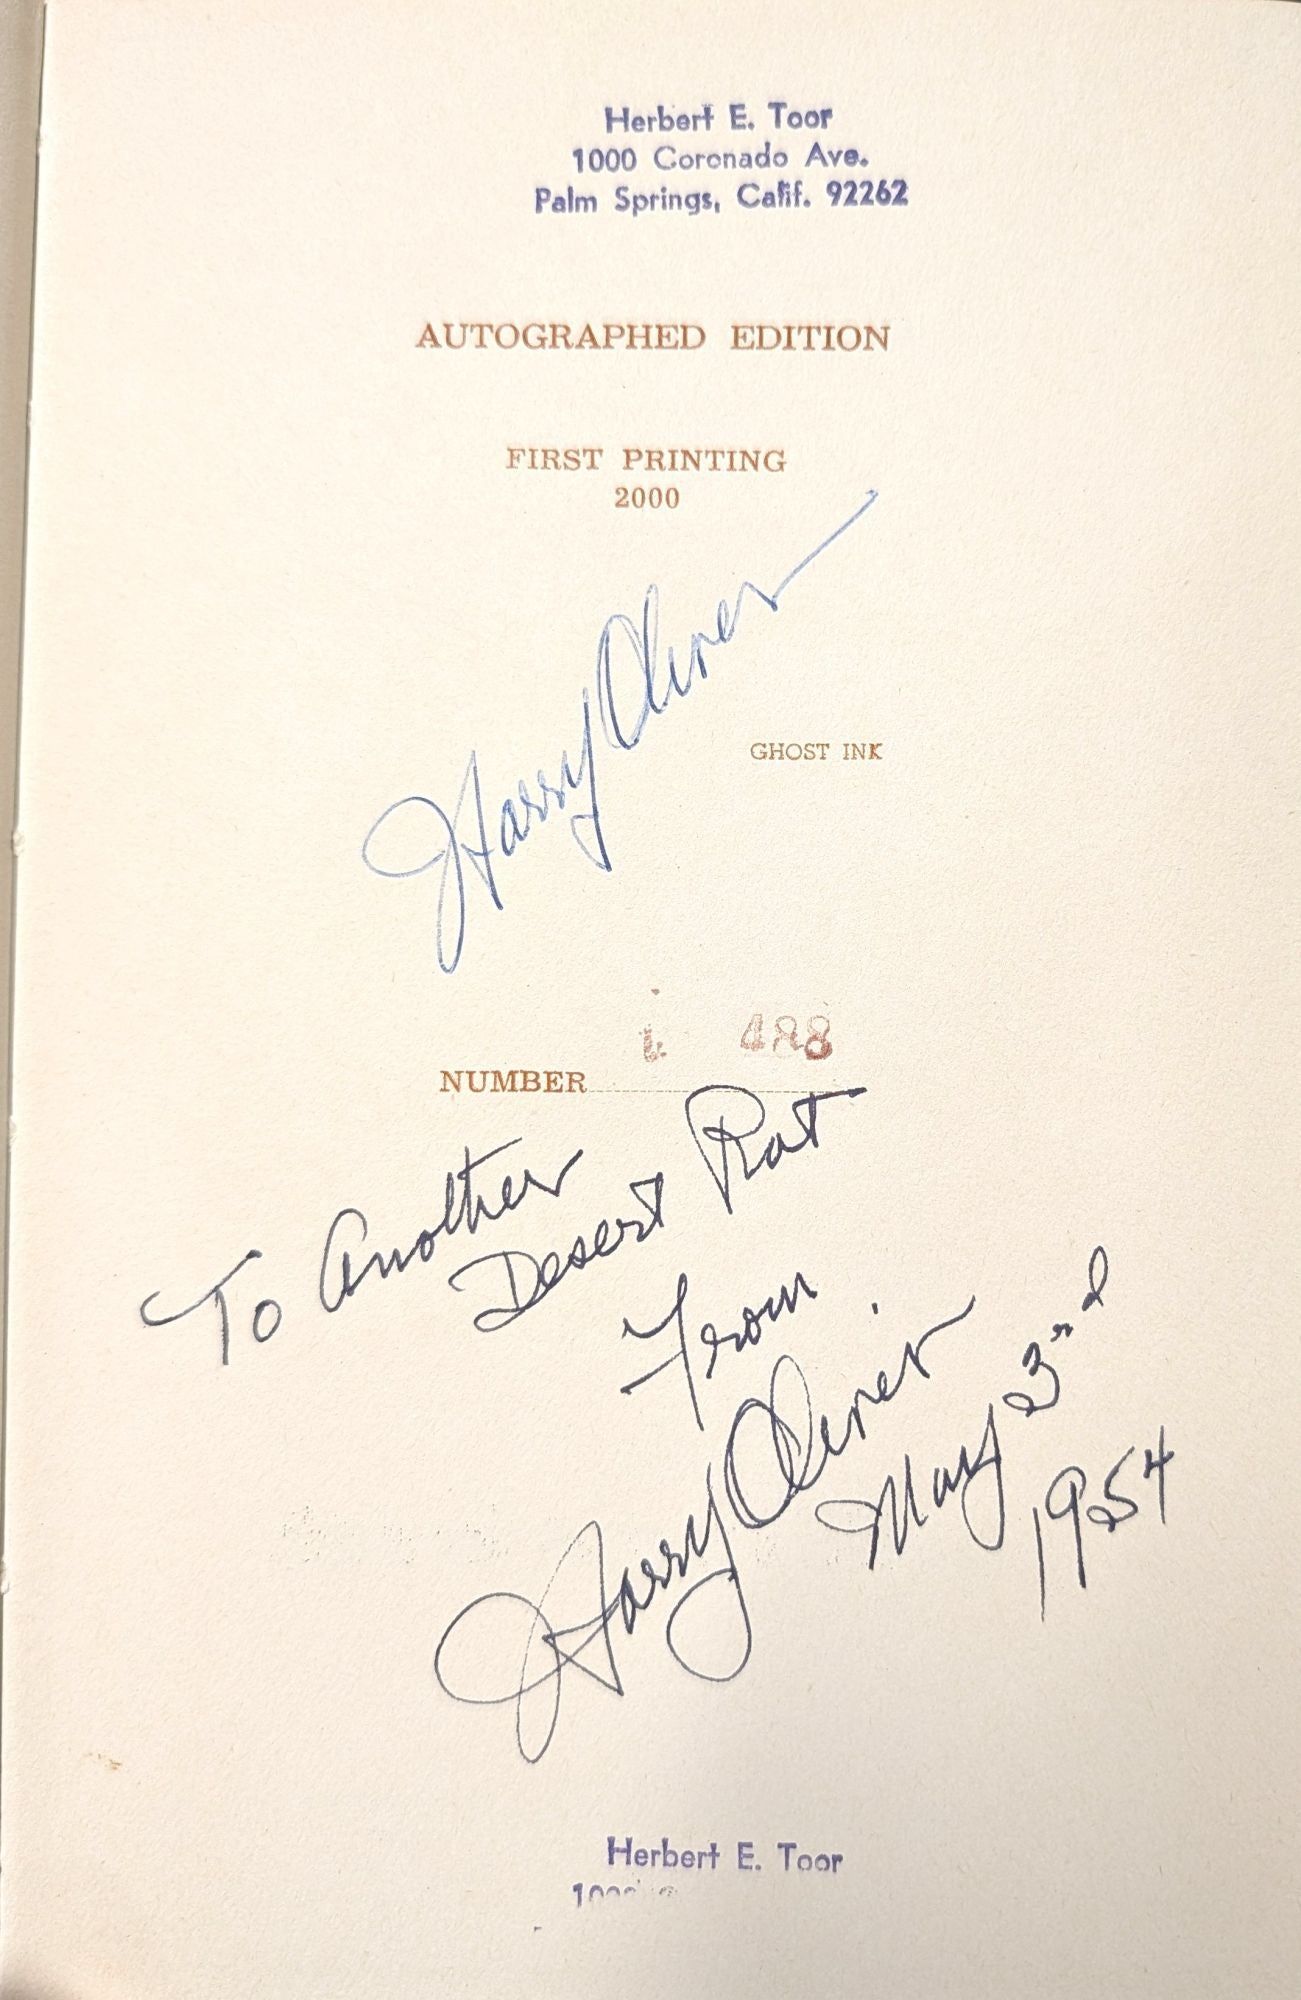 Herbert E. Toor
1000 Coronado Ave.
Palm Springs, Calif. 92262
AUTOGRAPHED EDITION
FIRST PRINTING
2000
Harry Oliver
GHOST INK
488
NUMBER
To Another
Desert Rat
From
Harry Oliver
May 3rd
1954
Herbert E. Toor